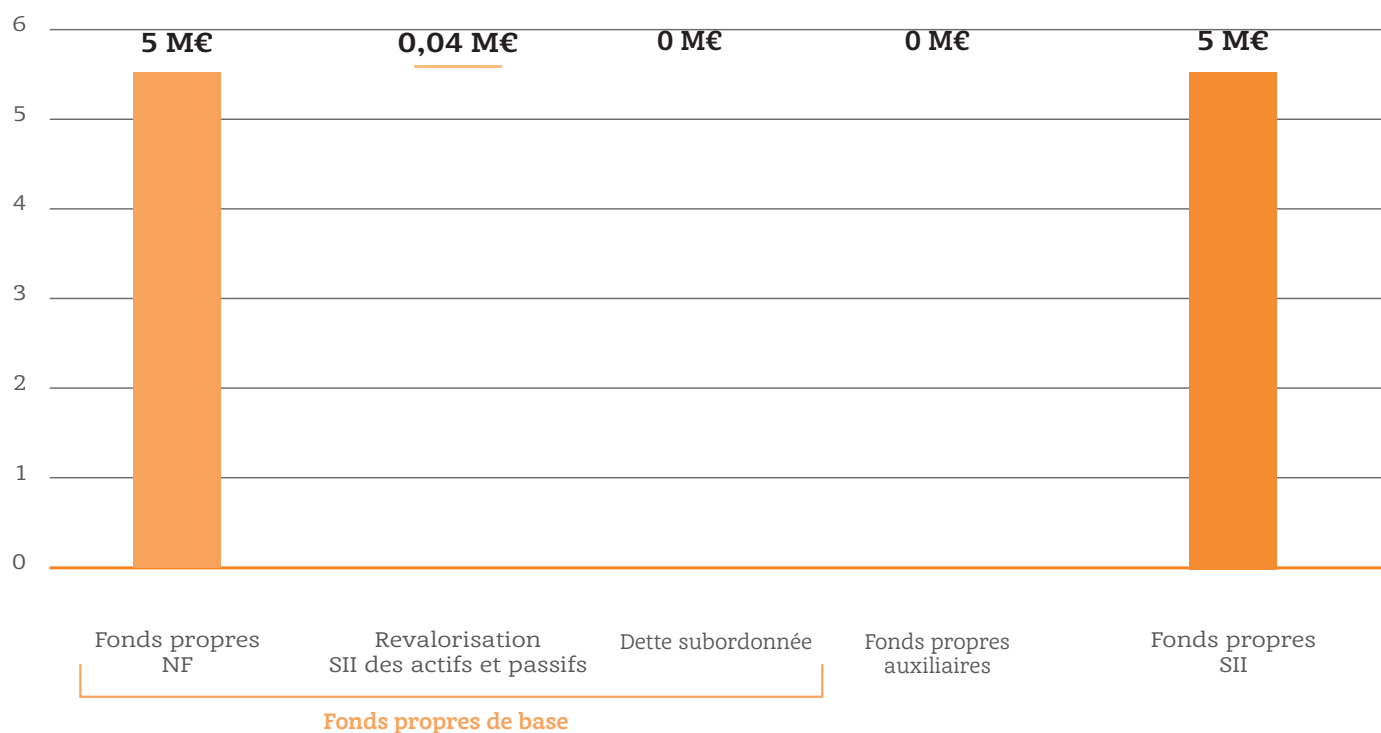 6
5 M€
0,04 M€
0 M€
0 M€
5 M€
5
4
3
2
1
0
Fonds propres
NF
Revalorisation
SII des actifs et passifs
Dette subordonnée
Fonds propres
auxiliaires
Fonds propres
SII
Fonds propres de base